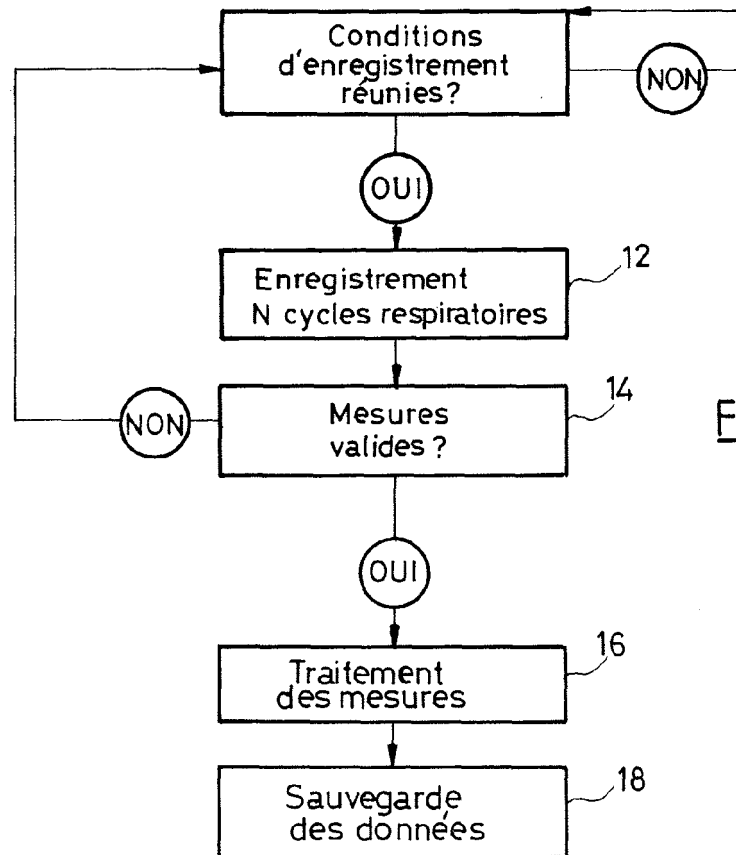 Conditions
d'enregistrement
réunies?
NON
OUI
12
Enregistrement
N cycles respiratoires
14
NON
Mesures
valides?
F
OUI
16
Traitement
des mesures
18
Sauvegarde
des données